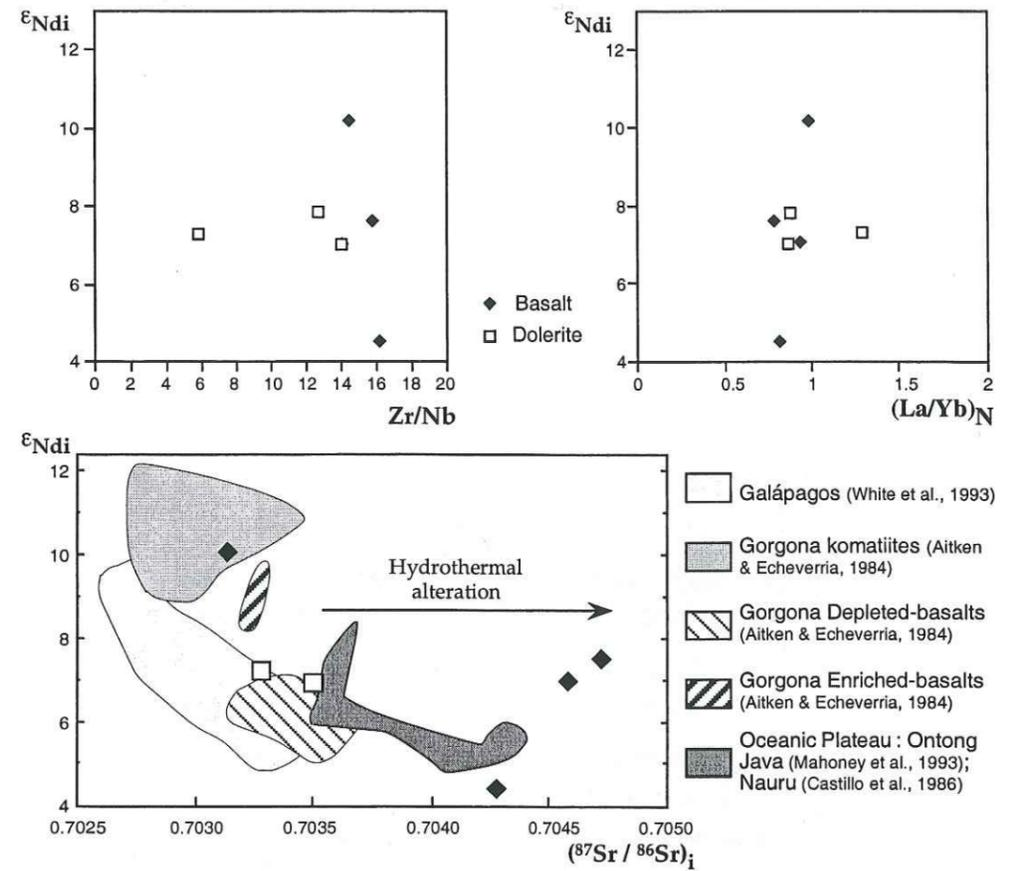 εNdi
12
10
8
6
4
0 2 4 6 8 10 12 14 16 18 20
Zr/Nb
εNdi
12
10
8
6
4
0 0.5 1 1.5 2
(La/Yb)N
Basalt
Dolerite
εNdi
12
10
8
6
4
0.7025 0.7030 0.7035 0.7040 0.7045 0.7050
(87Sr / 86Sr)i
Hydrothermal
alteration
Galápagos (White et al., 1993)
Gorgona komatiites (Aitken
& Echeverria, 1984)
Gorgona Depleted-basalts
(Aitken & Echeverria, 1984)
Gorgona Enriched-basalts
(Aitken & Echeverria, 1984)
Oceanic Plateau : Ontong
Java (Mahoney et al., 1993);
Nauru (Castillo et al., 1986)